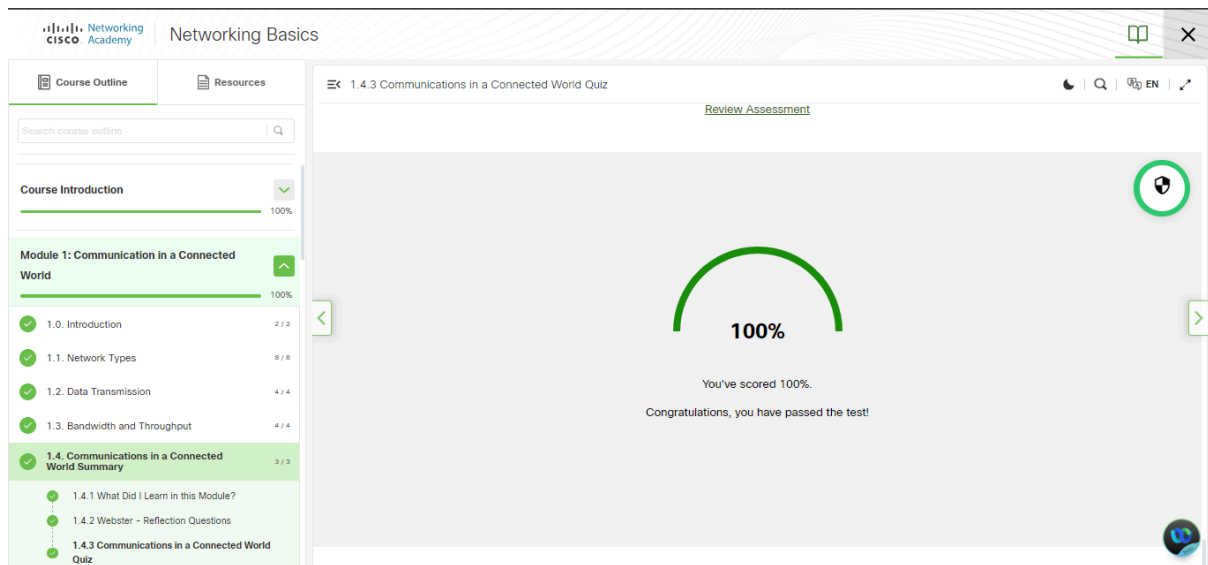 Networking
CISCO Academy
Networking Basics
Course Outline
Resources
Search course outline
Course Introduction
100%
Module 1: Communication in a Connected
World
100%
1.0. Introduction
2 / 2
1.1. Network Types
8 / 8
1.2. Data Transmission
4 / 4
1.3. Bandwidth and Throughput
4 / 4
1.4. Communications in a Connected
World Summary
3 / 3
1.4.1 What Did I Learn in this Module?
1.4.2 Webster - Reflection Questions
1.4.3 Communications in a Connected World
Quiz
1.4.3 Communications in a Connected World Quiz
EN
Review Assessment
100%
You've scored 100%.
Congratulations, you have passed the test!